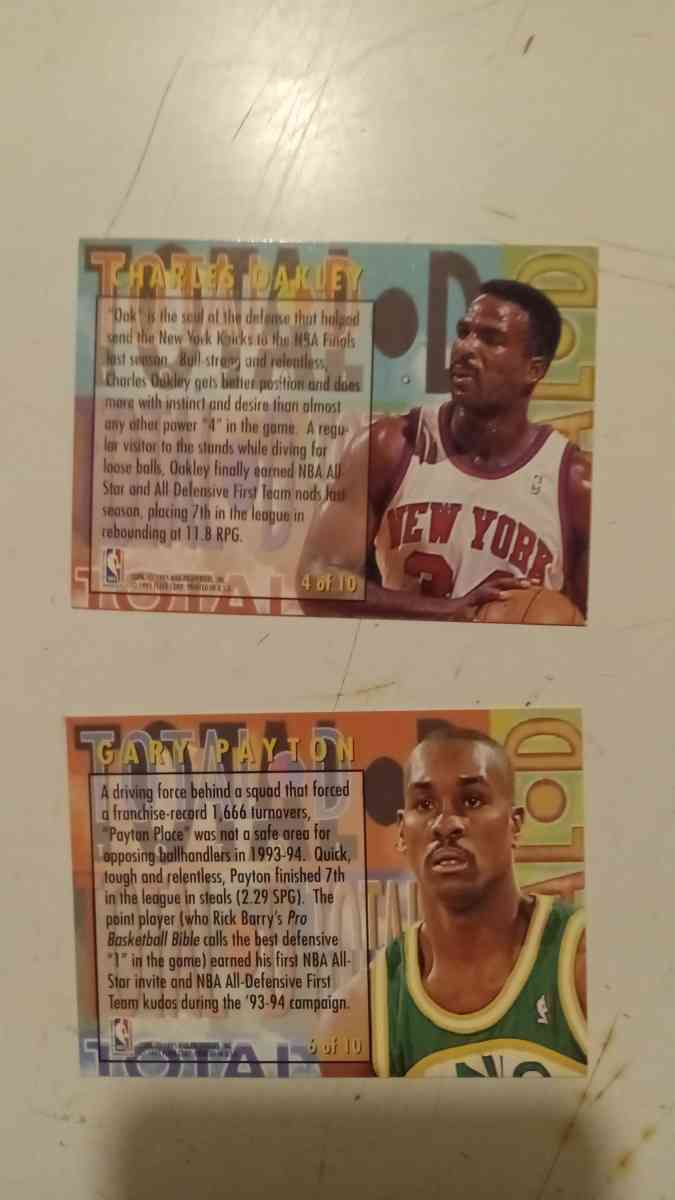 TOTAL•D
CHARLES OAKLEY
"Oak" is the soul of the defense that helped
send the New York Knicks to the NBA Finals
last season. Bull-strong and relentless,
Charles Oakley gets better position and does
more with instinct and desire than almost
any other power "4" in the game. A regu-
lar visitor to the stands while diving for
loose balls, Oakley finally earned NBA All-
Star and All Defensive First Team nods last
season, placing 7th in the league in
rebounding at 11.8 RPG.
4 of 10
NEW YORK
34
TOTAL
TOTAL•D
GARY PAYTON
A driving force behind a squad that forced
a franchise-record 1,666 turnovers,
"Payton Place" was not a safe area for
opposing ballhandlers in 1993-94. Quick,
tough and relentless, Payton finished 7th
in the league in steals (2.29 SPG). The
point player (who Rick Barry's Pro
Basketball Bible calls the best defensive
"1" in the game) earned his first NBA All-
Star invite and NBA All-Defensive First
Team kudos during the '93-94 campaign.
6 of 10
TOTAL